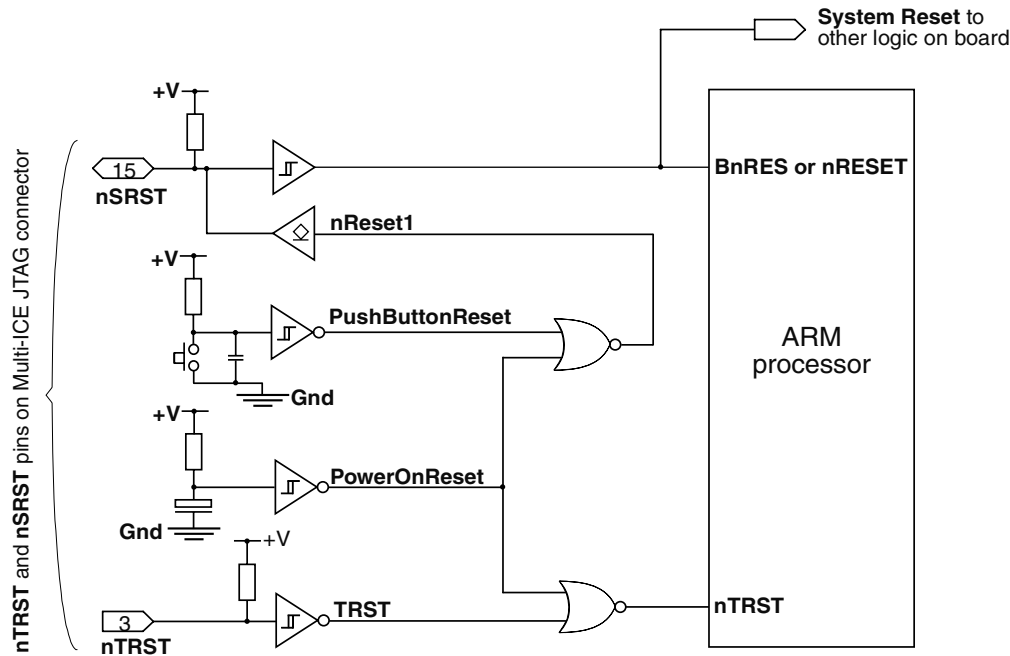 System Reset to
other logic on board
+V
15
nSRST
BnRES or nRESET
nReset1
+V
PushButtonReset
Gnd
ARM
processor
+V
PowerOnReset
Gnd
+V
TRST
nTRST
3
nTRST
nTRST and nSRST pins on Multi-ICE JTAG connector